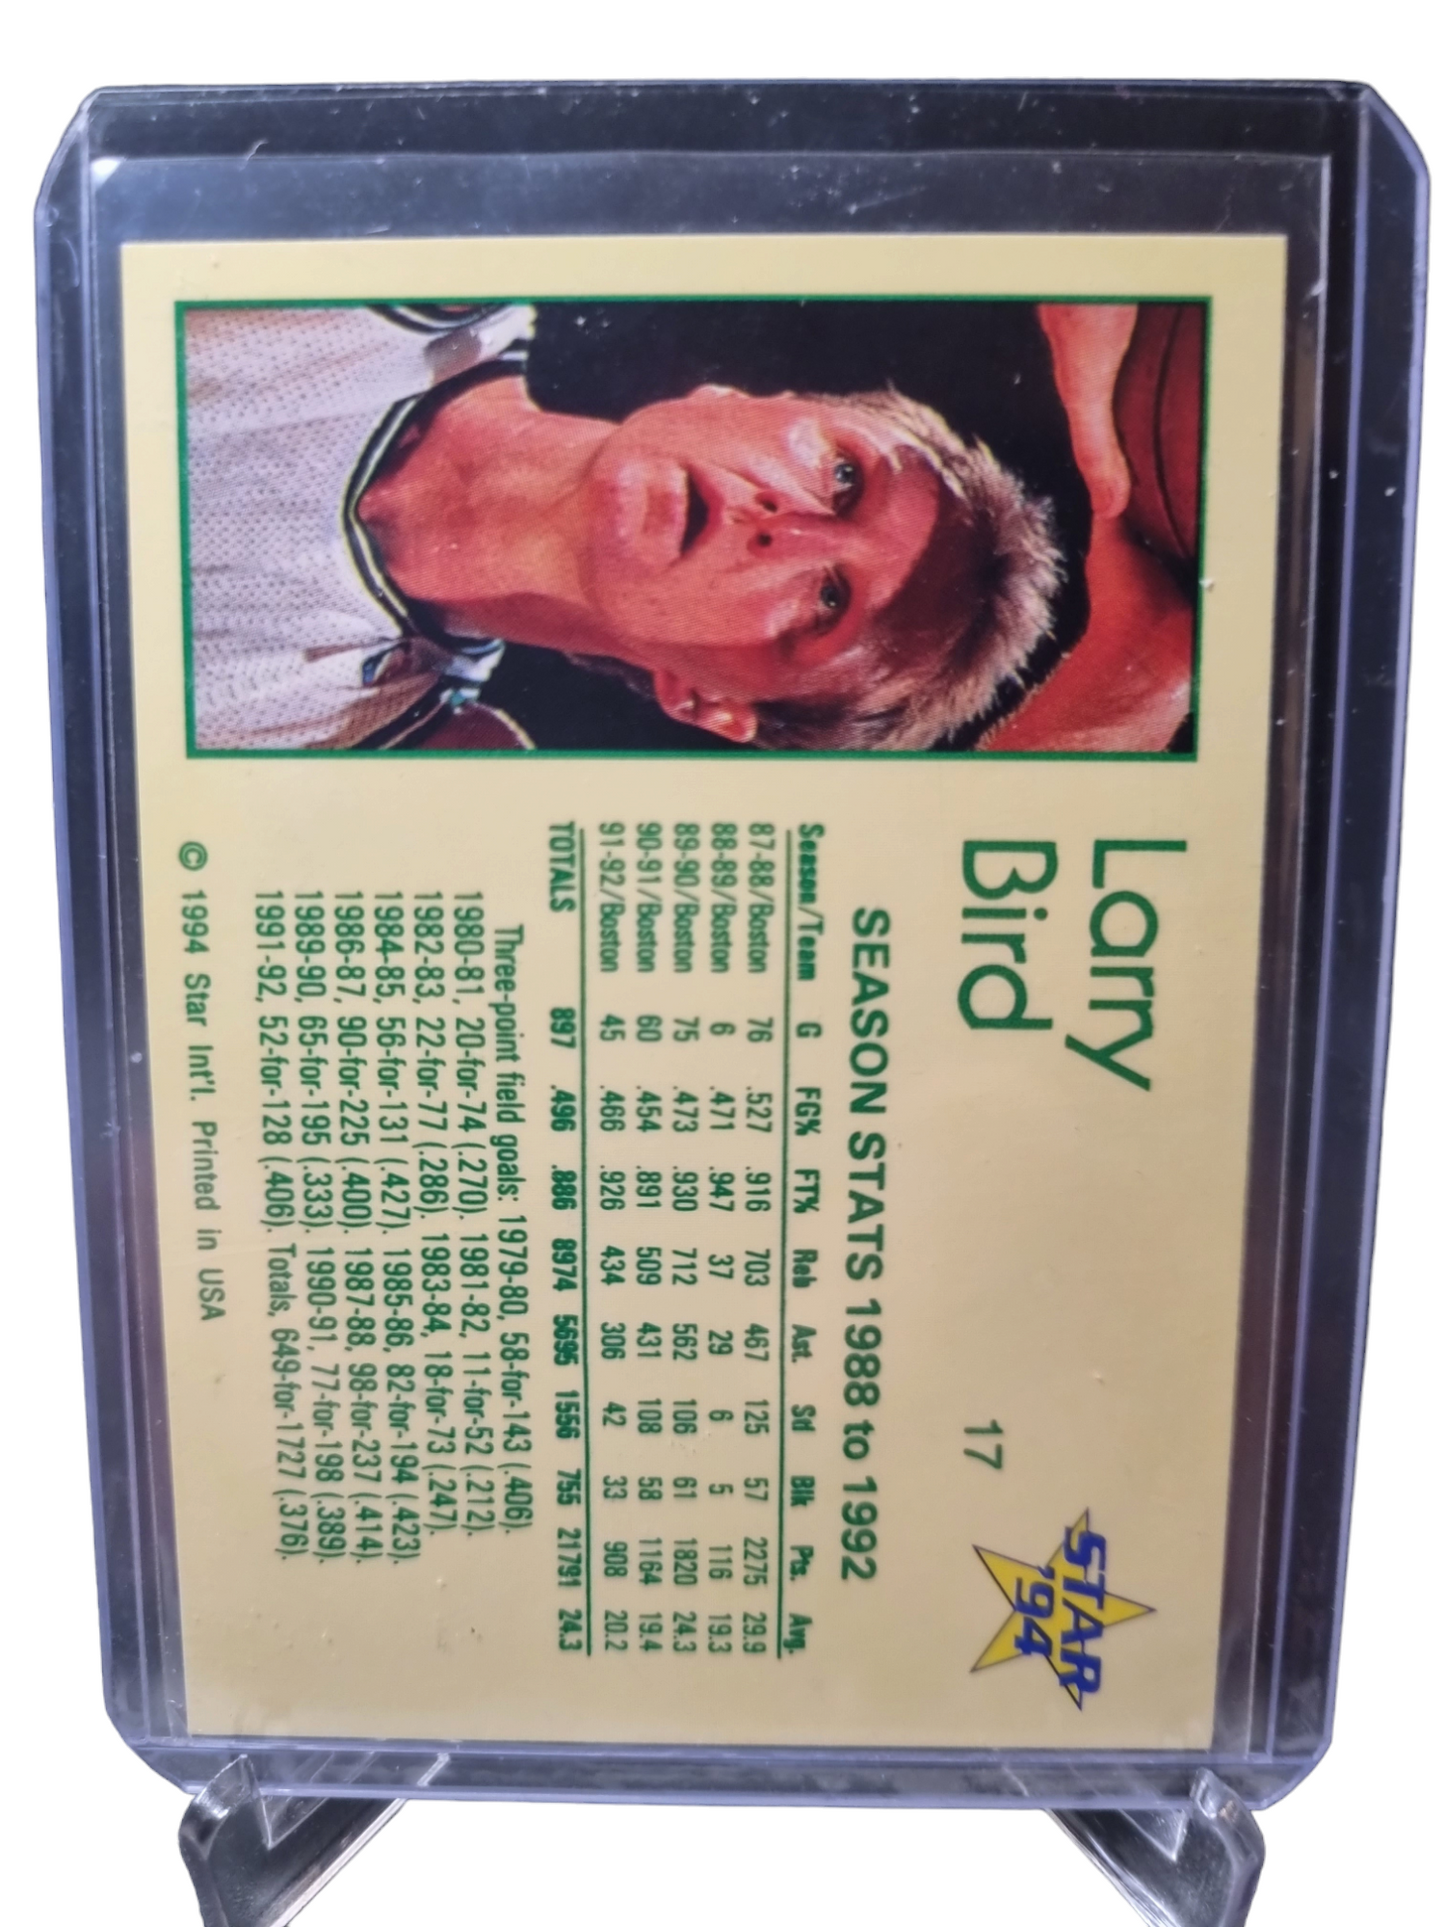 Larry
Bird
17
STAR
'94
SEASON STATS 1988 to 1992
Season/Team G FG% FT% Reb Ast. Stl Blk Pts. Avg.
87-88/Boston 76 .527 .916 703 467 125 57 2275 29.9
88-89/Boston 6 .471 .947 37 29 6 5 116 19.3
89-90/Boston 75 .473 .930 712 562 106 61 1820 24.3
90-91/Boston 60 .454 .891 509 431 108 58 1164 19.4
91-92/Boston 45 .466 .926 434 306 42 33 908 20.2
TOTALS 897 .496 .886 8974 5695 1556 755 21791 24.3
Three-point field goals: 1979-80, 58-for-143 (.406).
1980-81, 20-for-74 (.270). 1981-82, 11-for-52 (.212).
1982-83, 22-for-77 (.286). 1983-84, 18-for-73 (.247).
1984-85, 56-for-131 (.427). 1985-86, 82-for-194 (.423).
1986-87, 90-for-225 (.400). 1987-88, 98-for-237 (.414).
1989-90, 65-for-195 (.333). 1990-91, 77-for-198 (.389).
1991-92, 52-for-128 (.406). Totals, 649-for-1727 (.376).
© 1994 Star Int'l. Printed in USA